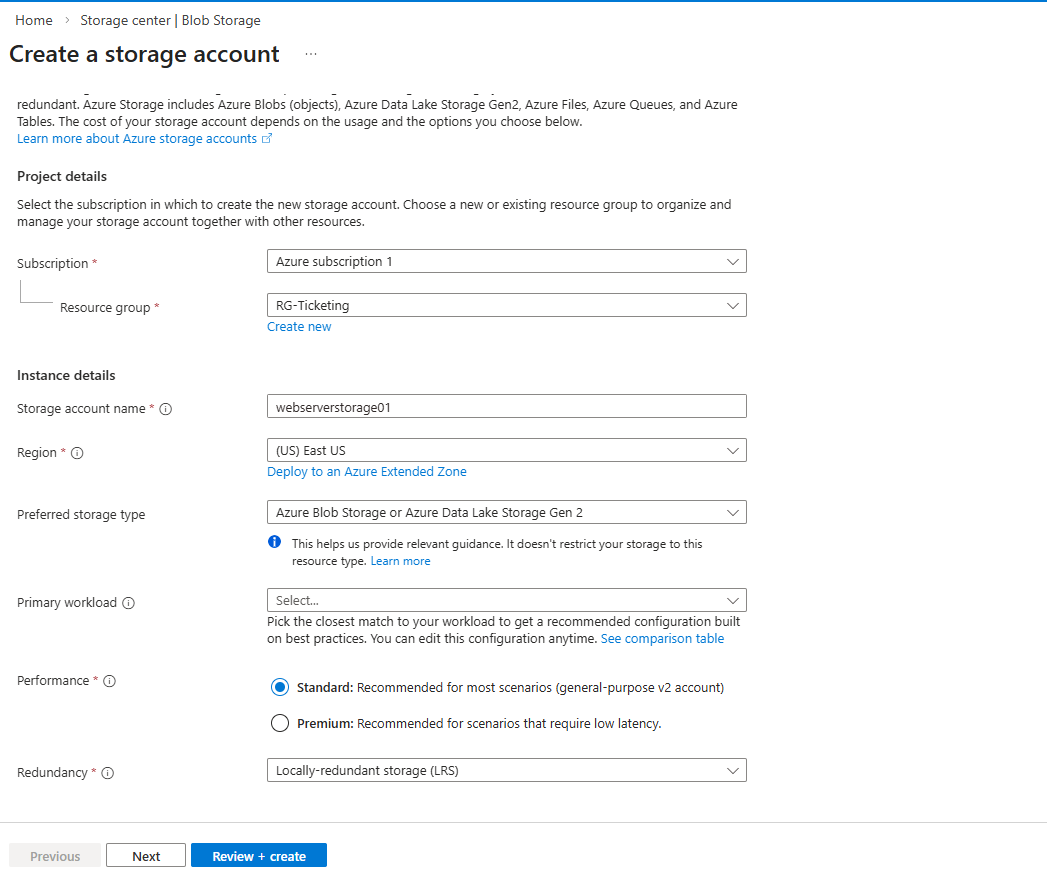 Home > Storage center | Blob Storage
Create a storage account ...
redundant. Azure Storage includes Azure Blobs (objects), Azure Data Lake Storage Gen2, Azure Files, Azure Queues, and Azure
Tables. The cost of your storage account depends on the usage and the options you choose below.
Learn more about Azure storage accounts
Project details
Select the subscription in which to create the new storage account. Choose a new or existing resource group to organize and
manage your storage account together with other resources.
Subscription *
Azure subscription 1
Resource group *
RG-Ticketing
Create new
Instance details
Storage account name *
webserverstorage01
Region *
(US) East US
Deploy to an Azure Extended Zone
Preferred storage type
Azure Blob Storage or Azure Data Lake Storage Gen 2
This helps us provide relevant guidance. It doesn't restrict your storage to this
resource type. Learn more
Primary workload
Select...
Pick the closest match to your workload to get a recommended configuration built
on best practices. You can edit this configuration anytime. See comparison table
Performance *
Standard: Recommended for most scenarios (general-purpose v2 account)
Premium: Recommended for scenarios that require low latency.
Redundancy *
Locally-redundant storage (LRS)
Previous
Next
Review + create